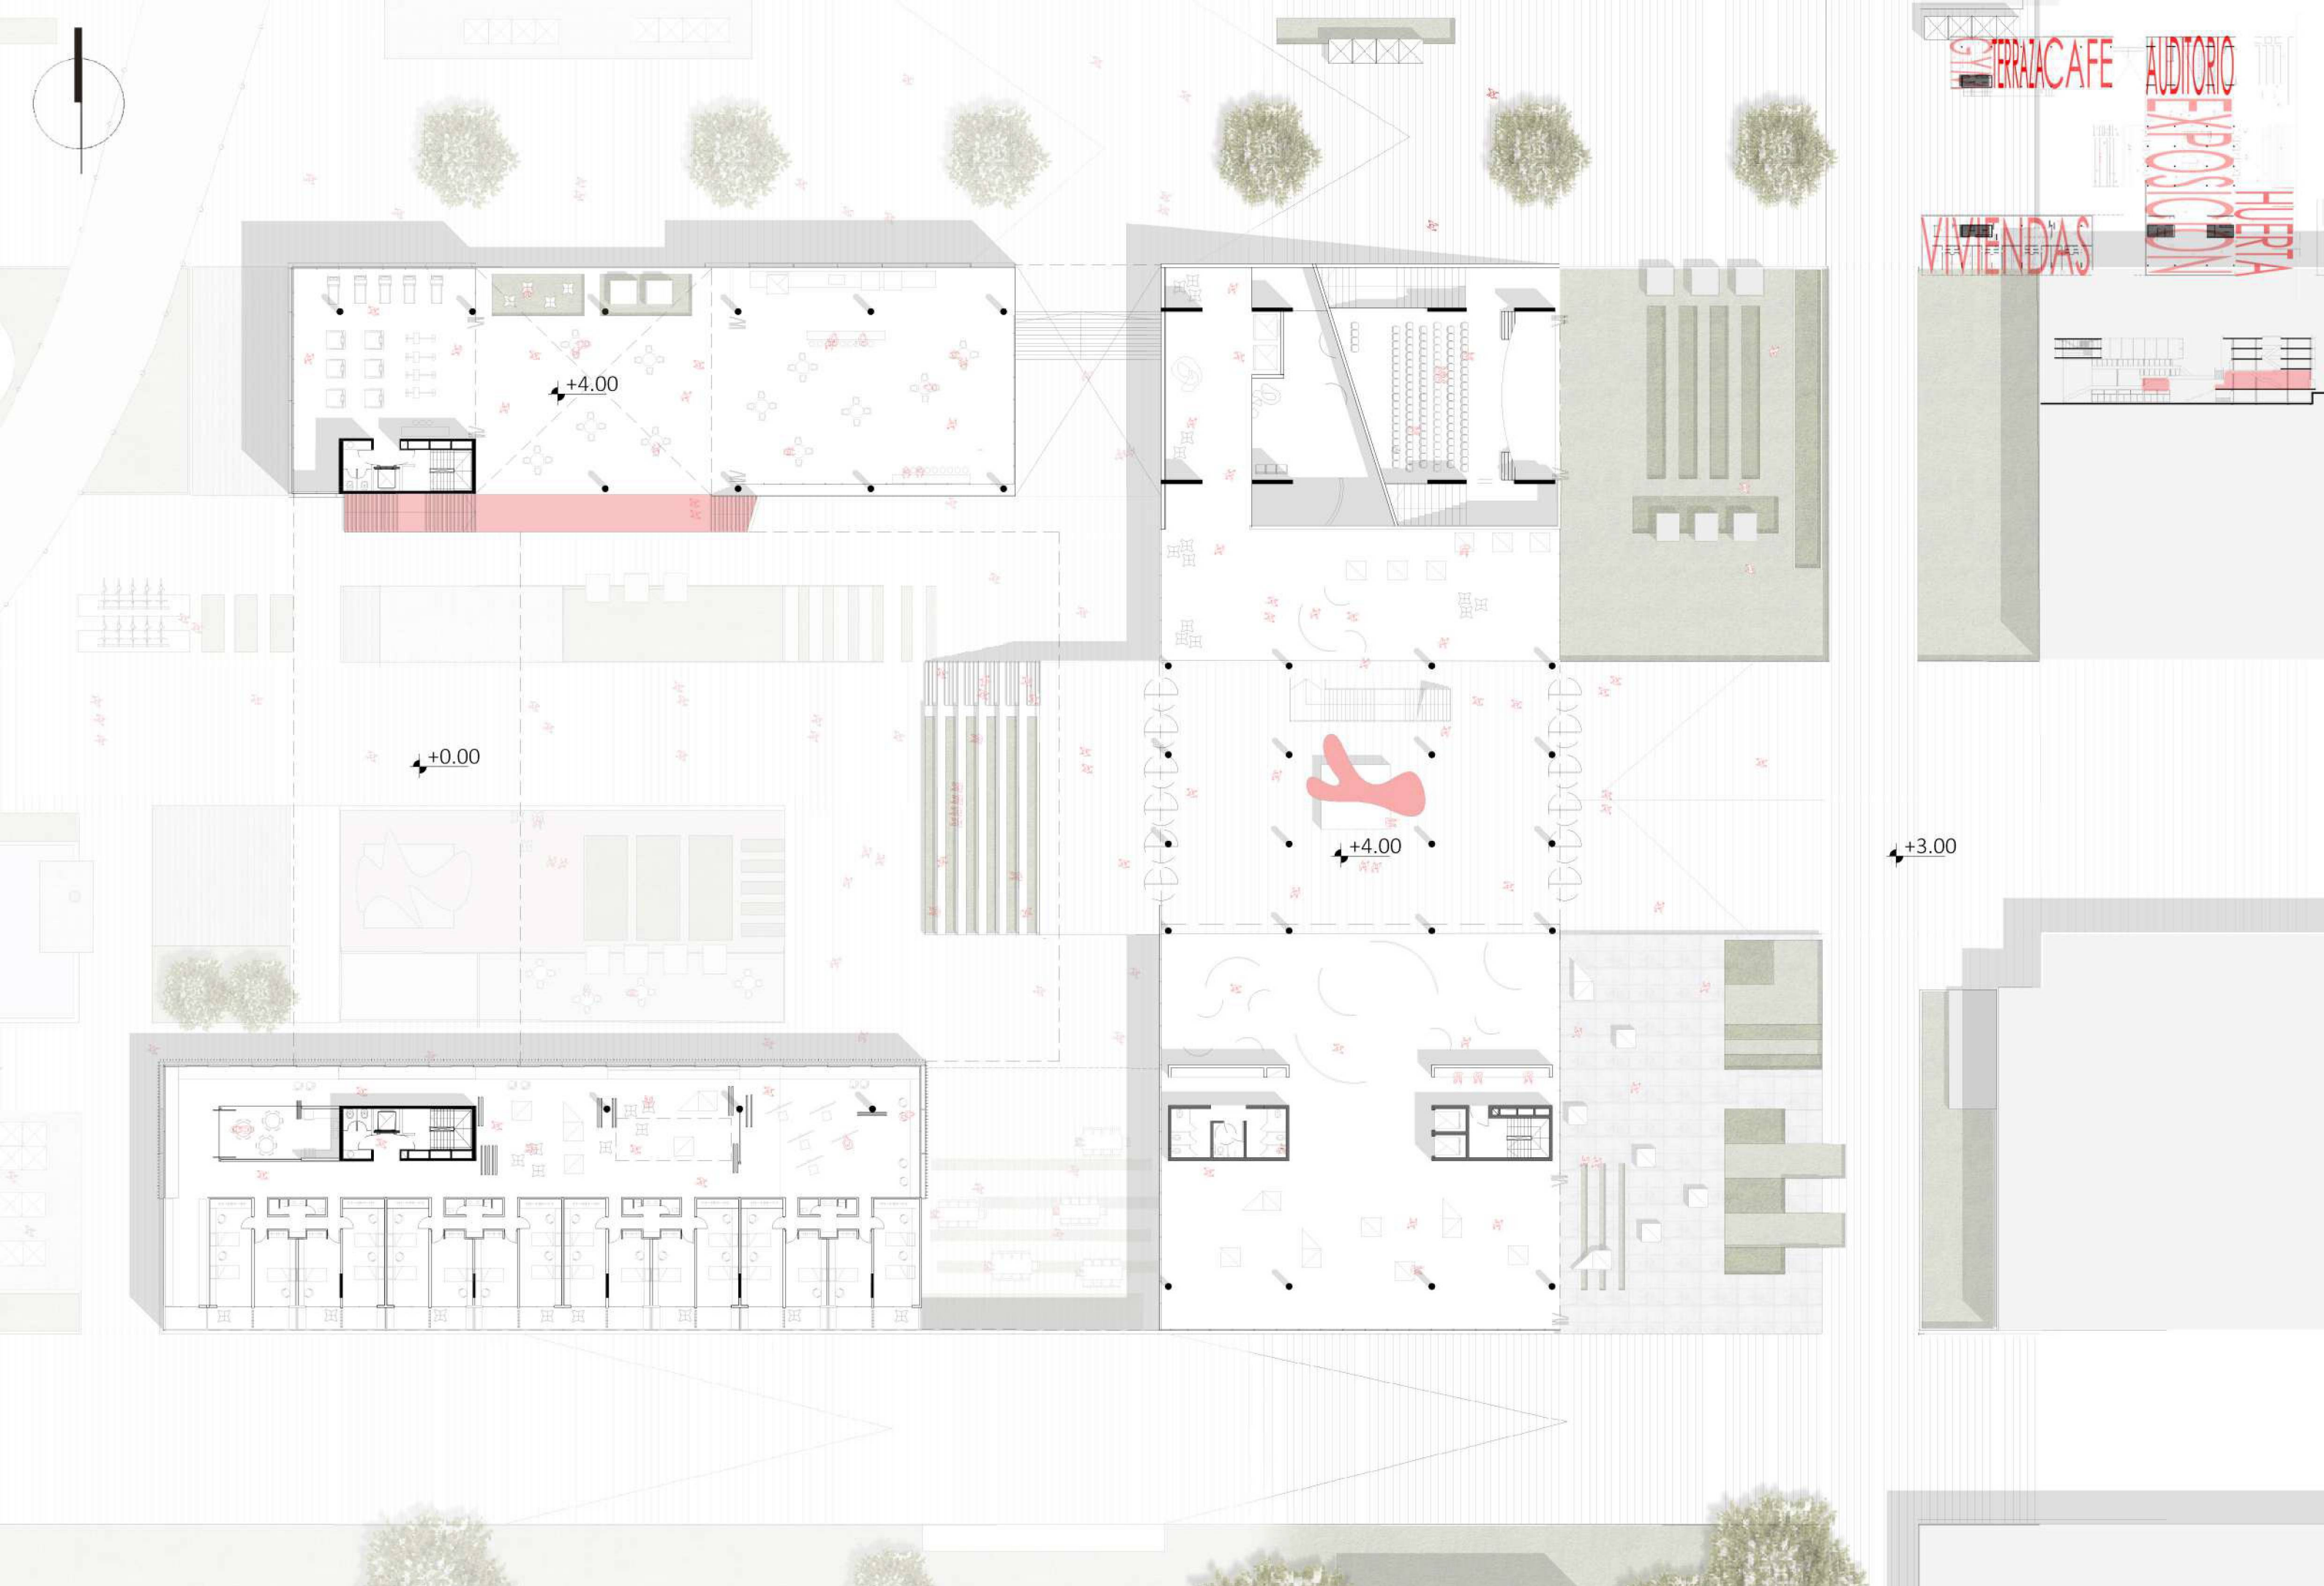 GYM
TERRAZA CAFE
AUDITORIO
EXPOSICION
HUERTA
VIVIENDAS
+4.00
+0.00
+4.00
+3.00